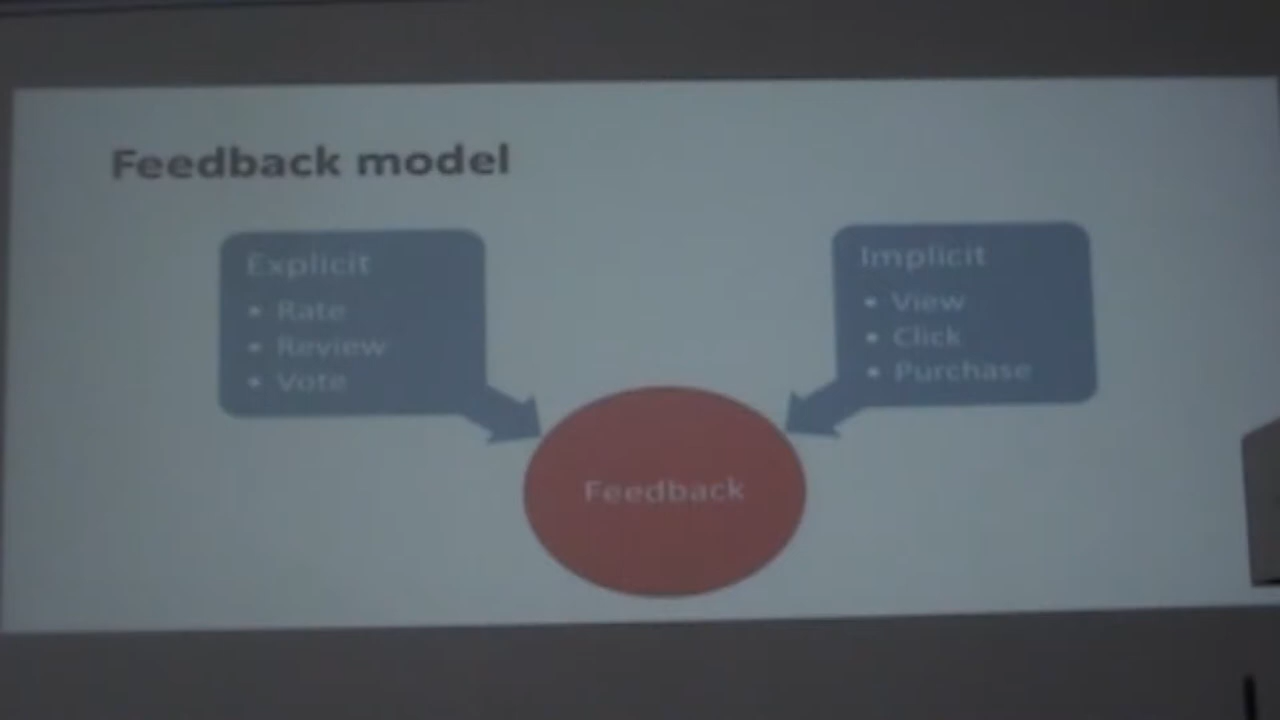 Feedback model
Explicit
• Rate
• Review
• Vote
Implicit
• View
• Click
• Purchase
Feedback